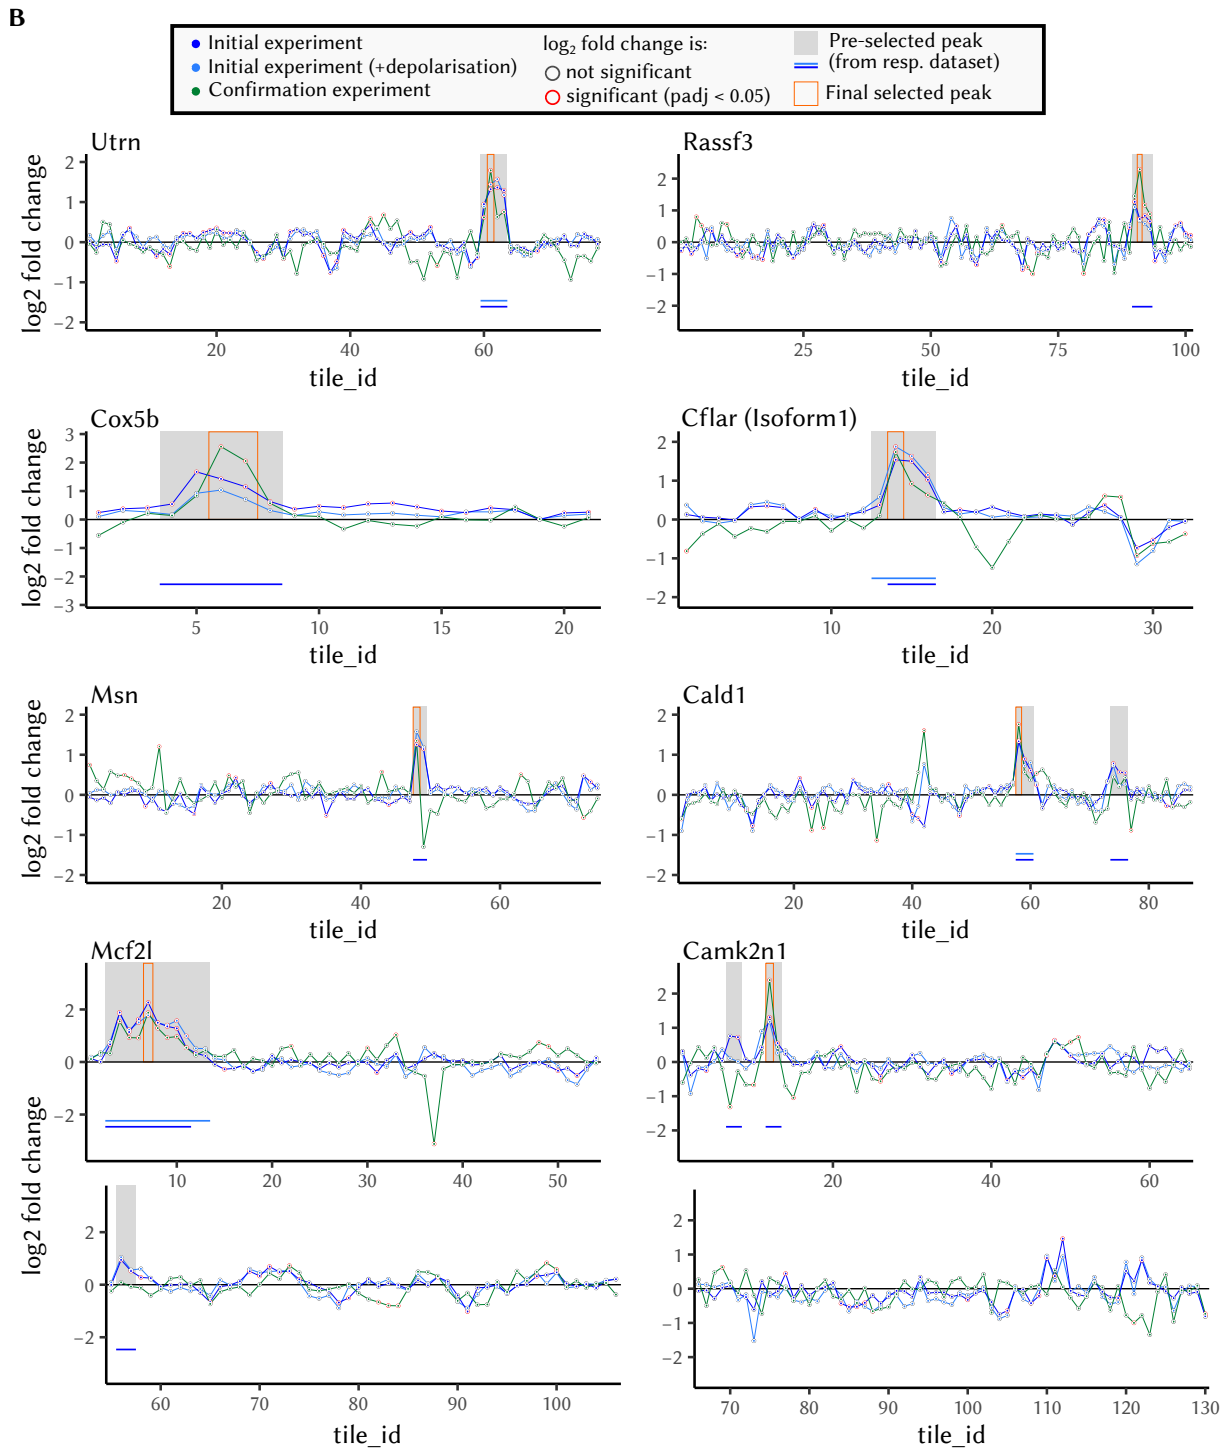 B
Initial experiment
Initial experiment (+depolarisation)
Confirmation experiment
log2 fold change is:
not significant
significant (padj < 0.05)
Pre-selected peak
(from resp. dataset)
Final selected peak
Utrn
log2 fold change
2
1
0
−1
−2
20
40
60
tile_id
Rassf3
2
1
0
−1
−2
25
50
75
100
tile_id
Cox5b
log2 fold change
3
2
1
0
−1
−2
−3
5
10
15
20
tile_id
Cflar (Isoform1)
2
1
0
−1
−2
10
20
30
tile_id
Msn
log2 fold change
2
1
0
−1
−2
20
40
60
tile_id
Cald1
2
1
0
−1
−2
20
40
60
80
tile_id
Mcf2l
log2 fold change
2
0
−2
10
20
30
40
50
Camk2n1
2
1
0
−1
−2
20
40
60
2
0
−2
60
70
80
90
100
tile_id
2
1
0
−1
−2
70
80
90
100
110
120
130
tile_id